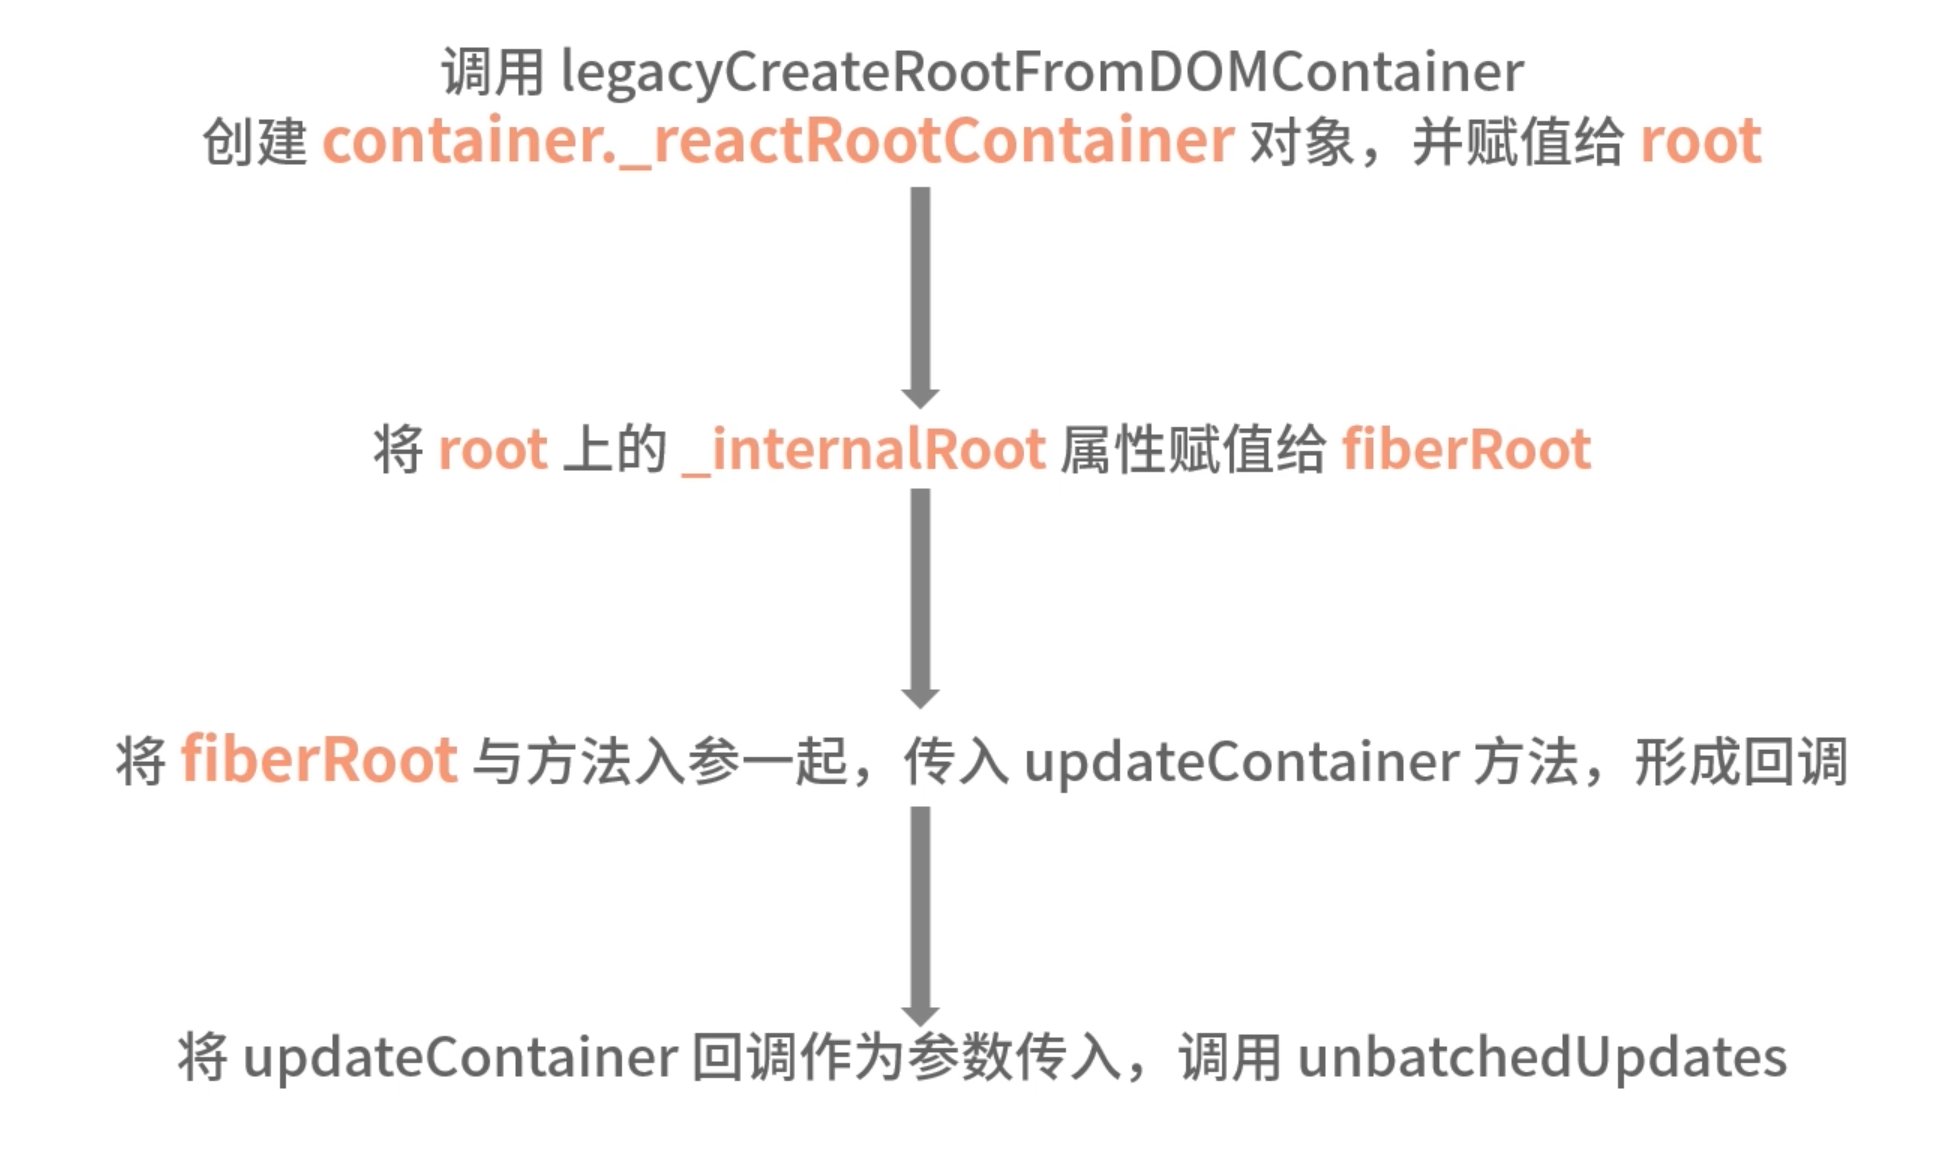 调用 legacyCreateRootFromDOMContainer
创建 container._reactRootContainer 对象，并赋值给 root
将 root 上的 _internalRoot 属性赋值给 fiberRoot
将 fiberRoot 与方法入参一起，传入 updateContainer 方法，形成回调
将 updateContainer 回调作为参数传入，调用 unbatchedUpdates